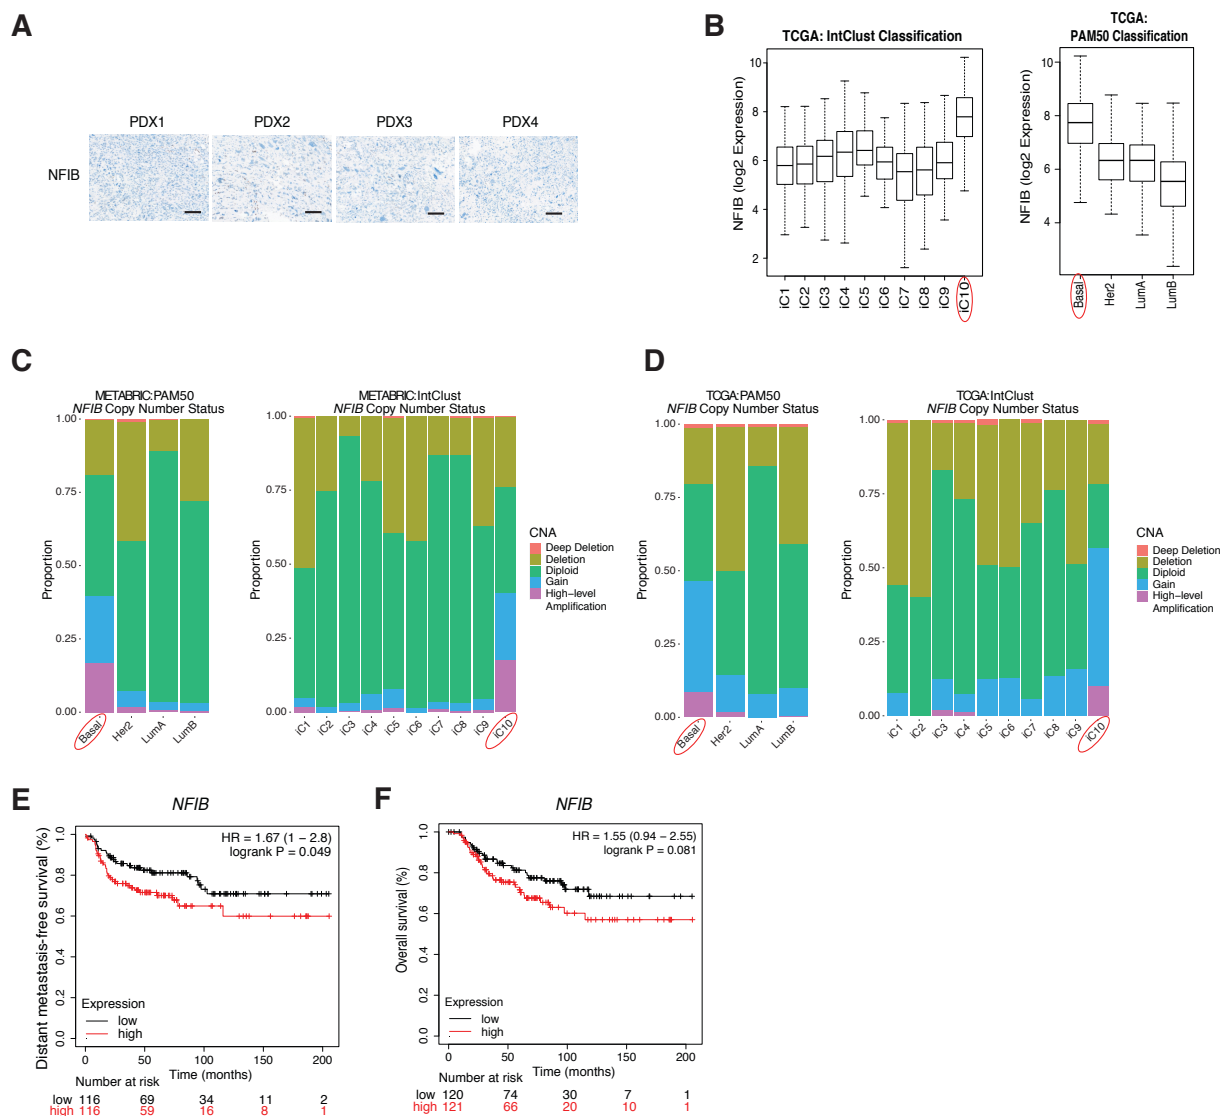 A
PDX1 PDX2 PDX3 PDX4
NFIB
B
TCGA: IntClust Classification
NFIB (log2 Expression)
10
8
6
4
2
iC1 iC2 iC3 iC4 iC5 iC6 iC7 iC8 iC9 iC10
TCGA:
PAM50 Classification
NFIB (log2 Expression)
10
8
6
4
Basal Her2 LumA LumB
C
METABRIC:PAM50
NFIB Copy Number Status
Proportion
1.00
0.75
0.50
0.25
0.00
Basal Her2 LumA LumB
METABRIC:IntClust
NFIB Copy Number Status
Proportion
1.00
0.75
0.50
0.25
0.00
iC1 iC2 iC3 iC4 iC5 iC6 iC7 iC8 iC9 iC10
CNA
Deep Deletion
Deletion
Diploid
Gain
High-level
Amplification
D
TCGA:PAM50
NFIB Copy Number Status
Proportion
1.00
0.75
0.50
0.25
0.00
Basal Her2 LumA LumB
TCGA:IntClust
NFIB Copy Number Status
Proportion
1.00
0.75
0.50
0.25
0.00
iC1 iC2 iC3 iC4 iC5 iC6 iC7 iC8 iC9 iC10
CNA
Deep Deletion
Deletion
Diploid
Gain
High-level
Amplification
E
NFIB
Distant metastasis-free survival (%)
HR = 1.67 (1 − 2.8)
logrank P = 0.049
1.0
0.8
0.6
0.4
0.2
0.0
Expression
low
high
0 50 100 150 200
Time (months)
Number at risk
low 116 69 34 11 2
high 116 59 16 8 1
F
NFIB
Overall survival (%)
HR = 1.55 (0.94 − 2.55)
logrank P = 0.081
1.0
0.8
0.6
0.4
0.2
0.0
Expression
low
high
0 50 100 150 200
Time (months)
Number at risk
low 120 74 30 7 1
high 121 66 20 10 1